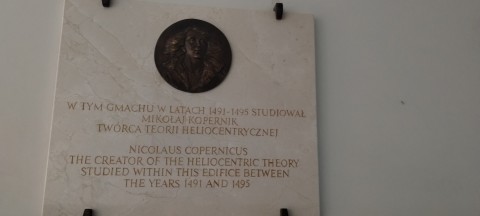 W TYM GMACHU W LATACH 1491-1495 STUDIOWAŁ
MIKOŁAJ KOPERNIK
TWÓRCA TEORII HELIOCENTRYCZNEJ
NICOLAUS COPERNICUS
THE CREATOR OF THE HELIOCENTRIC THEORY
STUDIED WITHIN THIS EDIFICE BETWEEN
THE YEARS 1491 AND 1495